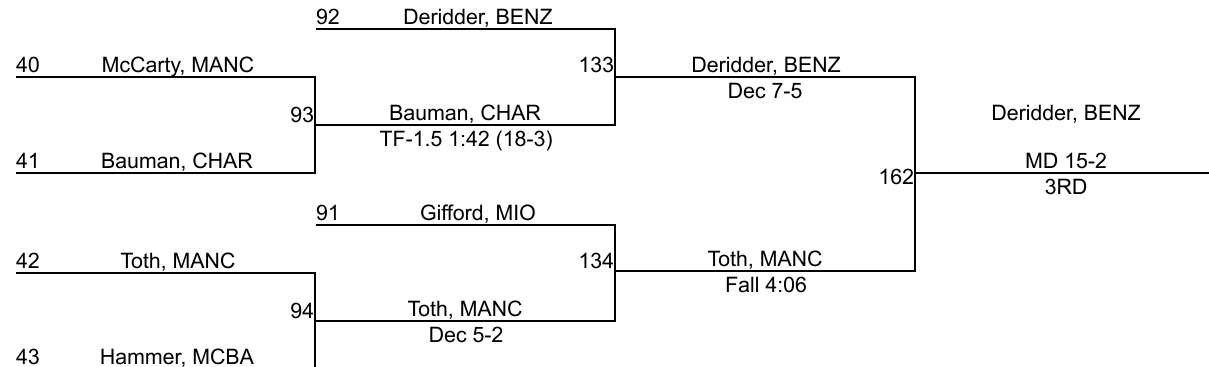 92 Deridder, BENZ
40 McCarty, MANC
133 Deridder, BENZ
Dec 7-5
93 Bauman, CHAR
TF-1.5 1:42 (18-3)
Deridder, BENZ
41 Bauman, CHAR
MD 15-2
162
3RD
91 Gifford, MIO
42 Toth, MANC
134 Toth, MANC
Fall 4:06
94 Toth, MANC
Dec 5-2
43 Hammer, MCBA